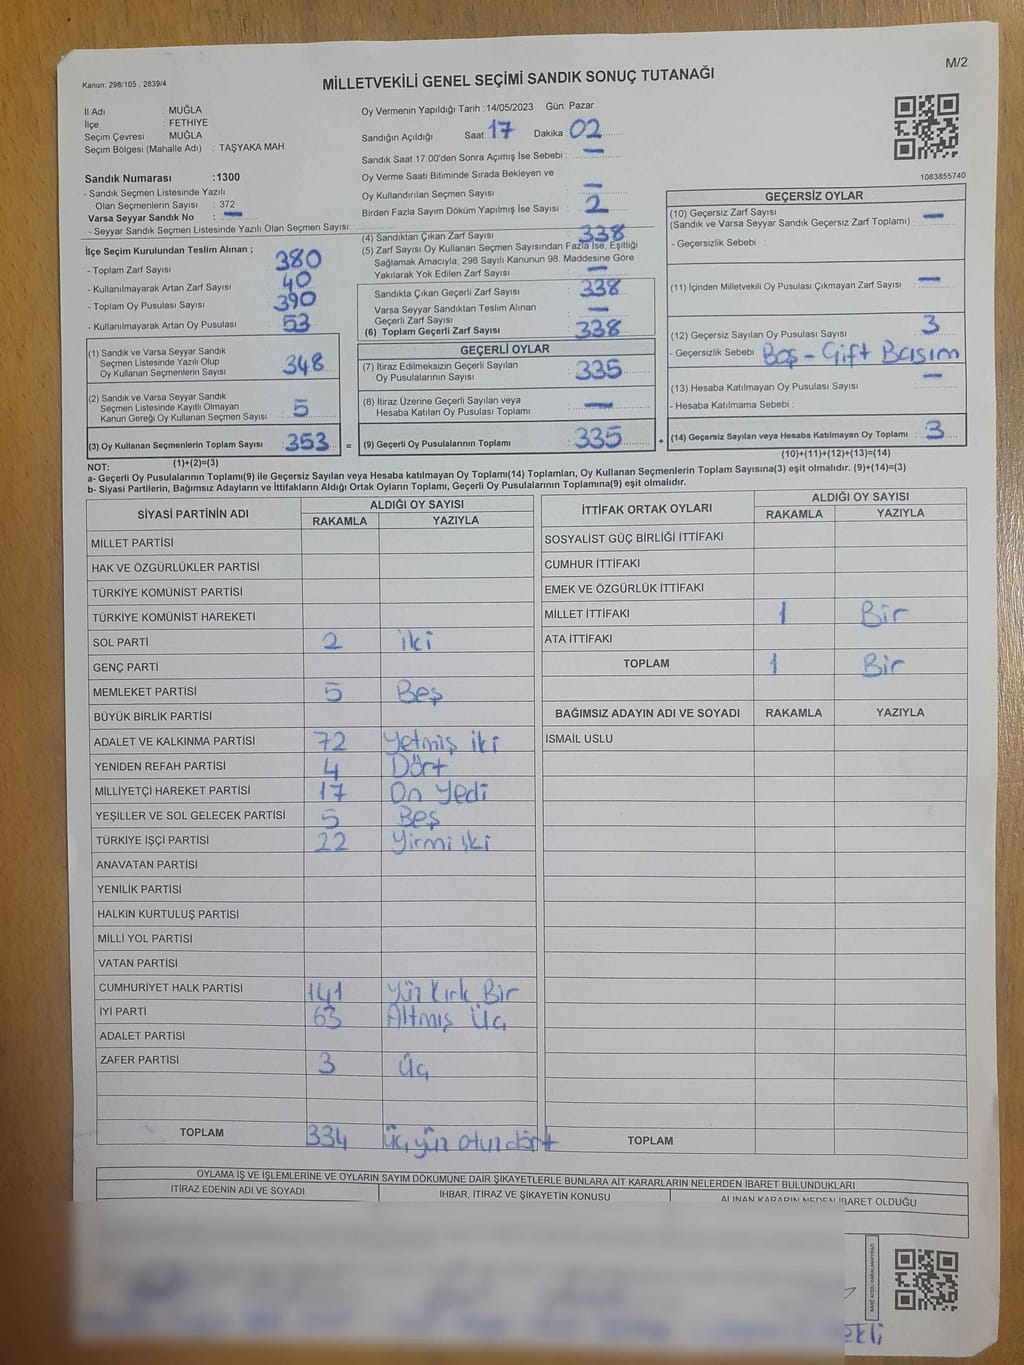 Kanun: 298/105 , 2839/4
MİLLETVEKİLİ GENEL SEÇİMİ SANDIK SONUÇ TUTANAĞI
M/2
İl Adı : MUĞLA
İlçe : FETHİYE
Seçim Çevresi : MUĞLA
Seçim Bölgesi (Mahalle Adı) : TAŞYAKA MAH.
Sandık Numarası :1300
- Sandık Seçmen Listesinde Yazılı
Olan Seçmenlerin Sayısı : 372
Varsa Seyyar Sandık No : —
- Seyyar Sandık Seçmen Listesinde Yazılı Olan Seçmen Sayısı:
Oy Vermenin Yapıldığı Tarih :14/05/2023 Gün: Pazar
Sandığın Açıldığı Saat: 17 Dakika: 02
Sandık Saat 17:00'den Sonra Açımış İse Sebebi : —
Oy Verme Saati Bitiminde Sırada Bekleyen ve
Oy Kullandırılan Seçmen Sayısı : —
Birden Fazla Sayım Döküm Yapılmış İse Sayısı : 2
1083855740
İlçe Seçim Kurulundan Teslim Alınan ;
- Toplam Zarf Sayısı : 380
- Kullanılmayarak Artan Zarf Sayısı : 40
- Toplam Oy Pusulası Sayısı : 390
- Kullanılmayarak Artan Oy Pusulası : 53
(1) Sandık ve Varsa Seyyar Sandık
Seçmen Listesinde Yazılı Olup
Oy Kullanan Seçmenlerin Sayısı : 348
(2) Sandık ve Varsa Seyyar Sandık
Seçmen Listesinde Kayıtlı Olmayan
Kanun Gereği Oy Kullanan Seçmen Sayısı : 5
(3) Oy Kullanan Seçmenlerin Toplam Sayısı : 353 =
(1)+(2)=(3)
(4) Sandıktan Çıkan Zarf Sayısı : 338
(5) Zarf Sayısı Oy Kullanan Seçmen Sayısından Fazla İse, Eşitliği
Sağlamak Amacıyla; 298 Sayılı Kanunun 98. Maddesine Göre
Yakılarak Yok Edilen Zarf Sayısı : —
Sandıkta Çıkan Geçerli Zarf Sayısı : 338
Varsa Seyyar Sandıktan Teslim Alınan
Geçerli Zarf Sayısı : —
(6) Toplam Geçerli Zarf Sayısı : 338
GEÇERLİ OYLAR
(7) İtiraz Edilmeksizin Geçerli Sayılan
Oy Pusulalarının Sayısı : 335
(8) İtiraz Üzerine Geçerli Sayılan veya
Hesaba Katılan Oy Pusulası Toplamı : —
(9) Geçerli Oy Pusulalarının Toplamı : 335 +
GEÇERSİZ OYLAR
(10) Geçersiz Zarf Sayısı
(Sandık ve Varsa Seyyar Sandık Geçersiz Zarf Toplamı) : —
- Geçersizlik Sebebi :
(11) İçinden Milletvekili Oy Pusulası Çıkmayan Zarf Sayısı : —
(12) Geçersiz Sayılan Oy Pusulası Sayısı : 3
- Geçersizlik Sebebi : Boş - Çift Basım
(13) Hesaba Katılmayan Oy Pusulası Sayısı : —
- Hesaba Katılmama Sebebi :
(14) Geçersiz Sayılan veya Hesaba Katılmayan Oy Pusulası Toplamı : 3
(10)+(11)+(12)+(13)=(14)
NOT:
a- Geçerli Oy Pusulalarının Toplamı(9) ile Geçersiz Sayılan veya Hesaba katılmayan Oy Toplamı(14) Toplamları, Oy Kullanan Seçmenlerin Toplam Sayısına(3) eşit olmalıdır. (9)+(14)=(3)
b- Siyasi Partilerin, Bağımsız Adayların ve İttifakların Aldığı Ortak Oyların Toplamı, Geçerli Oy Pusulalarının Toplamına(9) eşit olmalıdır.
SİYASİ PARTİNİN ADI ALDIĞI OY SAYISI
RAKAMLA YAZIYLA
MİLLET PARTİSİ
HAK VE ÖZGÜRLÜKLER PARTİSİ
TÜRKİYE KOMÜNİST PARTİSİ
TÜRKİYE KOMÜNİST HAREKETİ
SOL PARTİ 2 iki
GENÇ PARTİ
MEMLEKET PARTİSİ 5 Beş
BÜYÜK BİRLİK PARTİSİ
ADALET VE KALKINMA PARTİSİ 72 Yetmiş iki
YENİDEN REFAH PARTİSİ 4 Dört
MİLLİYETÇİ HAREKET PARTİSİ 17 On Yedi
YEŞİLLER VE SOL GELECEK PARTİSİ 5 Beş
TÜRKİYE İŞÇİ PARTİSİ 22 Yirmi iki
ANAVATAN PARTİSİ
YENİLİK PARTİSİ
HALKIN KURTULUŞ PARTİSİ
MİLLİ YOL PARTİSİ
VATAN PARTİSİ
CUMHURİYET HALK PARTİSİ 141 Yüz Kırk Bir
İYİ PARTİ 63 Altmış Üç
ADALET PARTİSİ
ZAFER PARTİSİ 3 Üç
TOPLAM 334 Üç yüz otuz dört
İTTİFAK ORTAK OYLARI ALDIĞI OY SAYISI
RAKAMLA YAZIYLA
SOSYALİST GÜÇ BİRLİĞİ İTTİFAKI
CUMHUR İTTİFAKI
EMEK VE ÖZGÜRLÜK İTTİFAKI
MİLLET İTTİFAKI 1 Bir
ATA İTTİFAKI
TOPLAM 1 Bir
BAĞIMSIZ ADAYIN ADI VE SOYADI RAKAMLA YAZIYLA
İSMAİL USLU
TOPLAM
OYLAMA İŞ VE İŞLEMLERİNE VE OYLARIN SAYIM DÖKÜMÜNE DAİR ŞİKAYETLERLE BUNLARA AİT KARARLARIN NELERDEN İBARET BULUNDUKLARI
İTİRAZ EDENİN ADI VE SOYADI İHBAR, İTİRAZ VE ŞİKAYETİN KONUSU ALINAN KARARIN NEDEN İBARET OLDUĞU